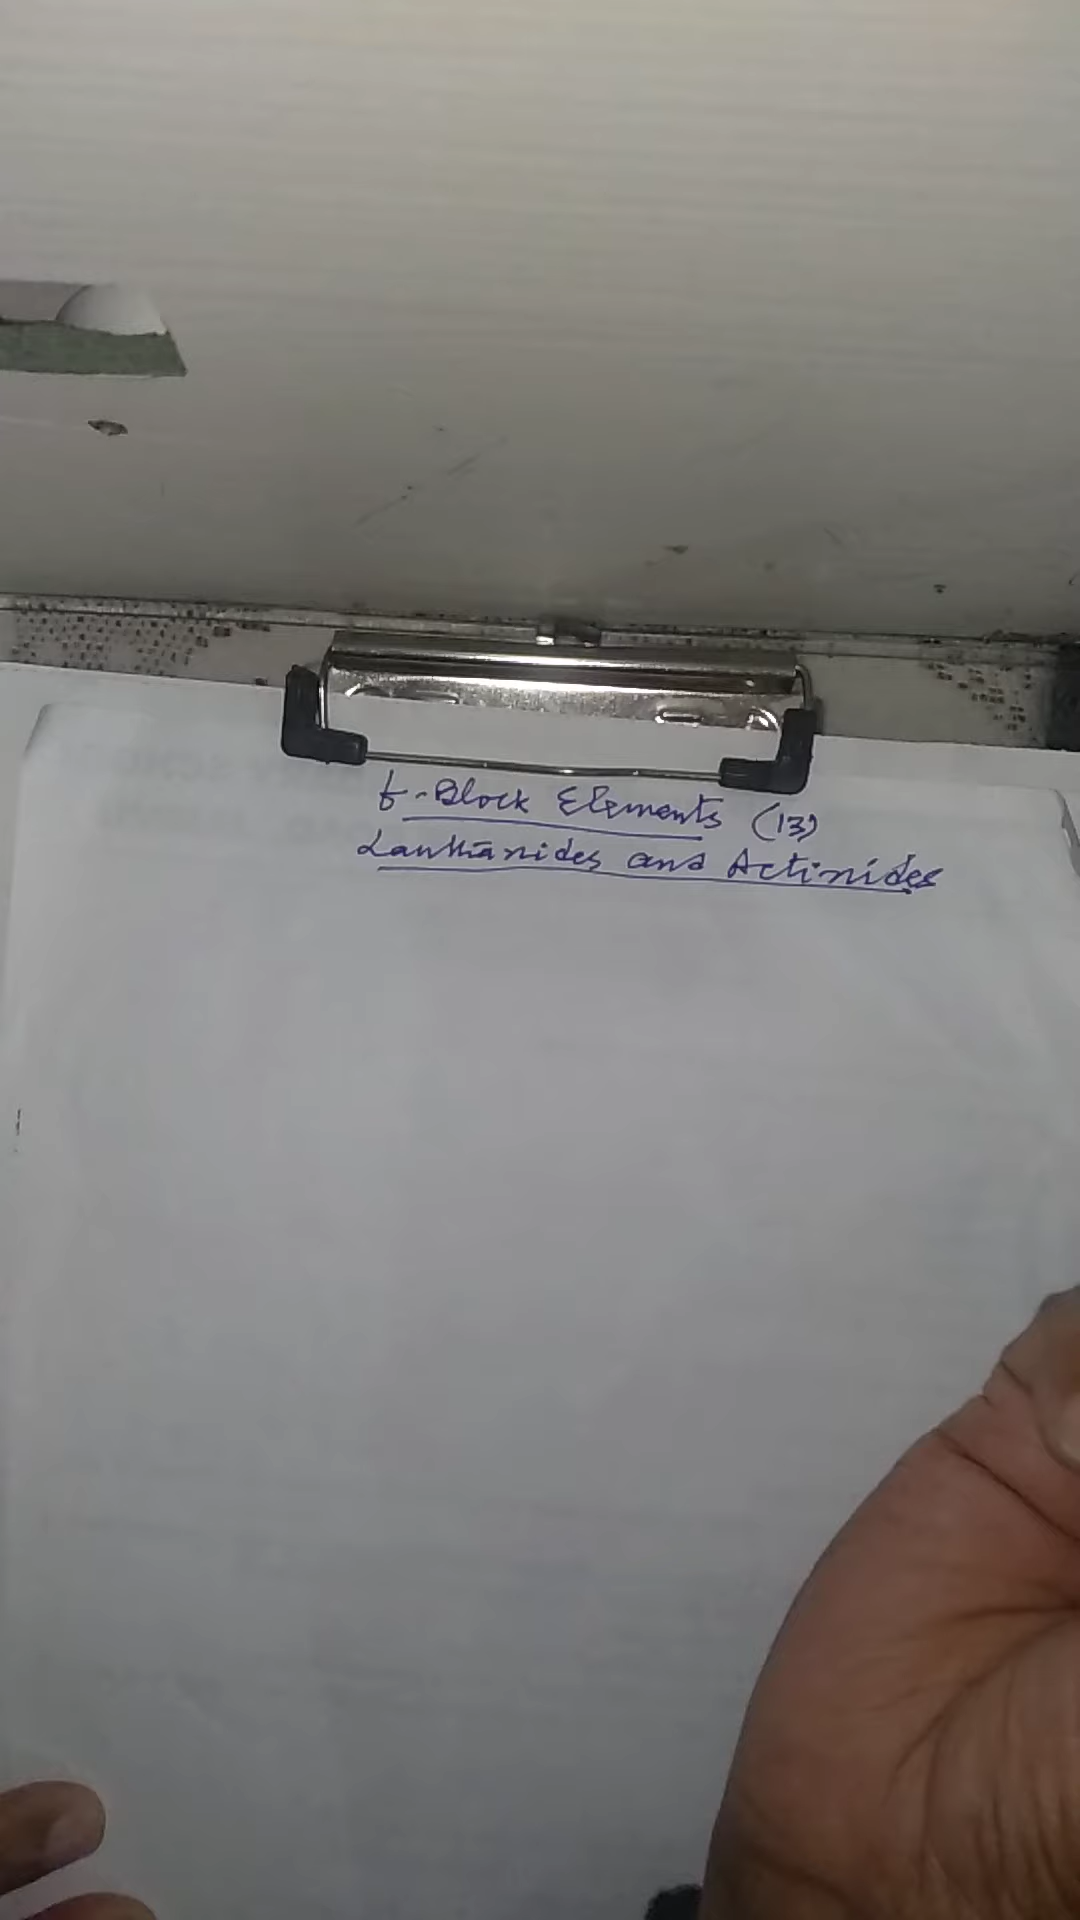 f-Block Elements (13)
Lanthanides and Actinides